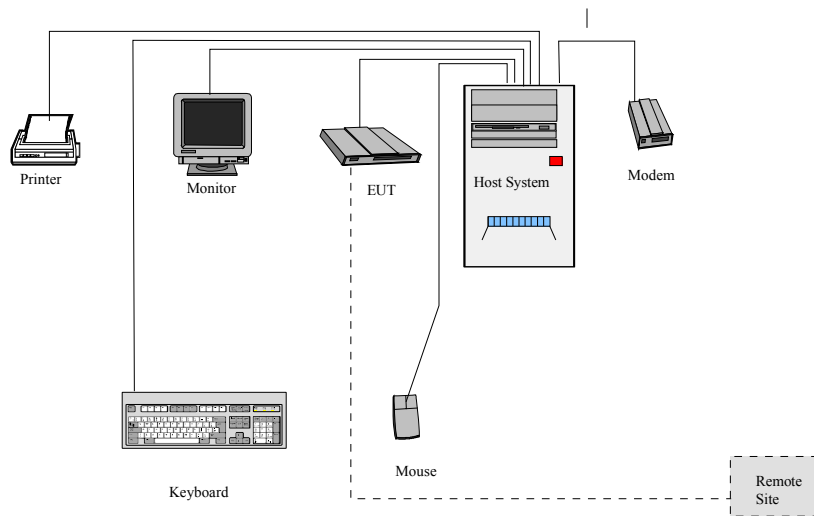 Printer
Monitor
EUT
Host System
Modem
Mouse
Keyboard
Remote
Site